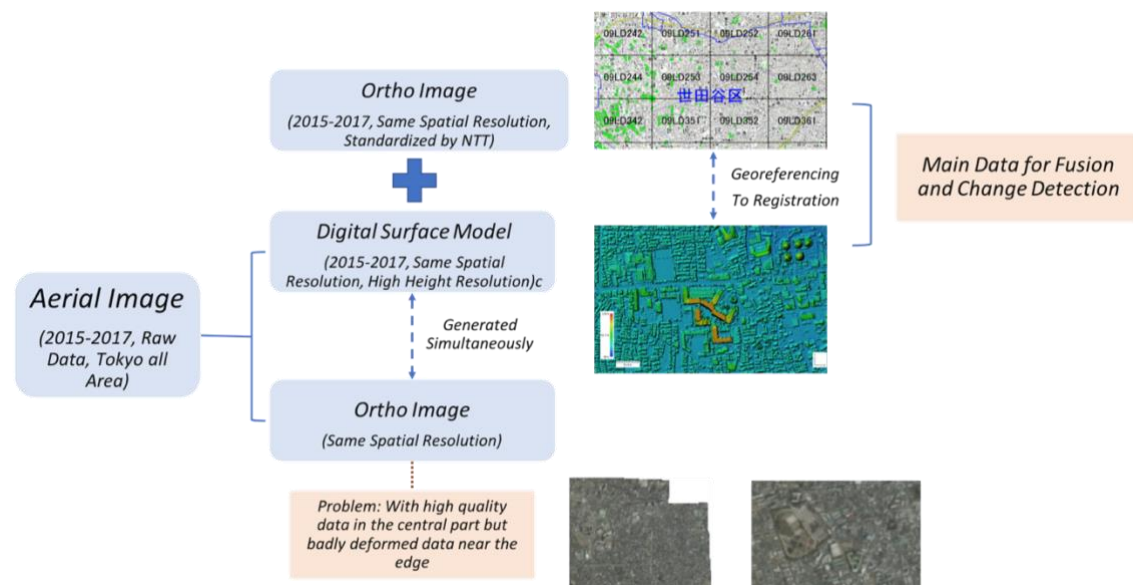 Ortho Image
(2015-2017, Same Spatial Resolution,
Standardized by NTT)
09LD242 09LD251 09LD252 09LD261
09LD244 09LD253 09LD254 09LD263
世田谷区
09LD342 09LD351 09LD352 09LD361
Georeferencing
To Registration
Main Data for Fusion
and Change Detection
Digital Surface Model
(2015-2017, Same Spatial
Resolution, High Height Resolution)c
Aerial Image
(2015-2017, Raw
Data, Tokyo all
Area)
Generated
Simultaneously
Ortho Image
(Same Spatial Resolution)
Problem: With high quality
data in the central part but
badly deformed data near the
edge